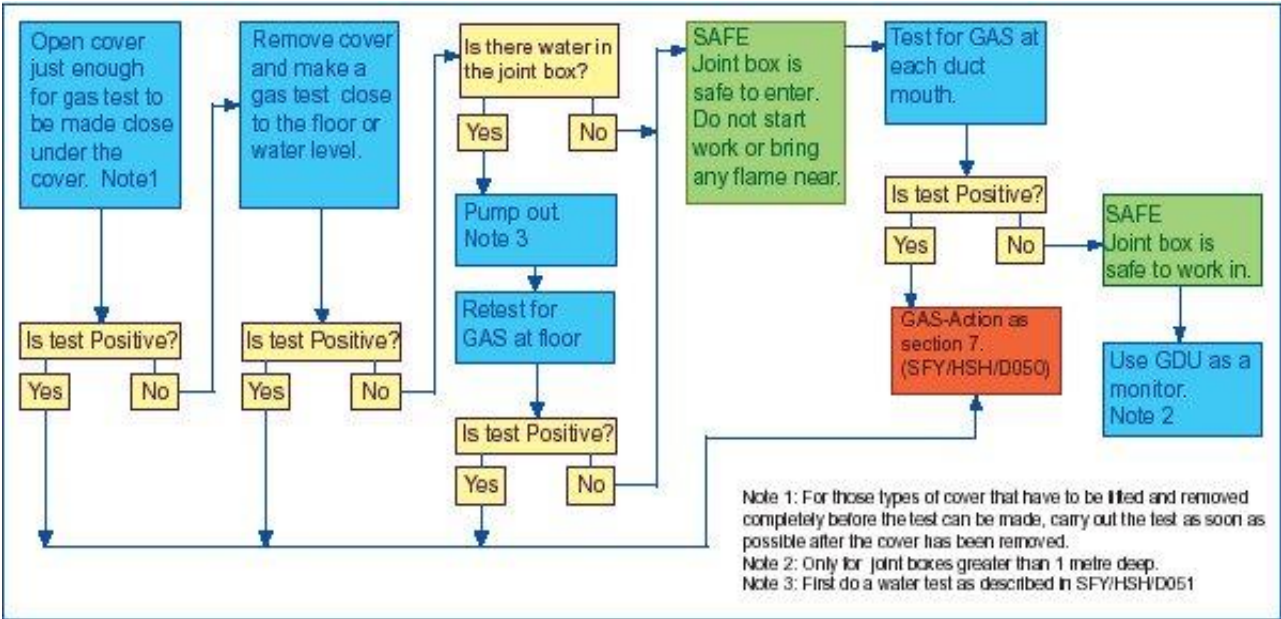 Open cover
just enough
for gas test to
be made close
under the
cover. Note1
Is test Positive?
Yes
No
Remove cover
and make a
gas test close
to the floor or
water level.
Is test Positive?
Yes
No
Is there water in
the joint box?
Yes
No
Pump out.
Note 3
Retest for
GAS at floor
Is test Positive?
Yes
No
SAFE
Joint box is
safe to enter.
Do not start
work or bring
any flame near.
Test for GAS at
each duct
mouth.
Is test Positive?
Yes
No
GAS-Action as
section 7.
(SFY/HSH/D050)
SAFE
Joint box is
safe to work in.
Use GDU as a
monitor.
Note 2
Note 1: For those types of cover that have to be lifted and removed
completely before the test can be made, carry out the test as soon as
possible after the cover has been removed.
Note 2: Only for joint boxes greater than 1 metre deep.
Note 3: First do a water test as described in SFY/HSH/D051